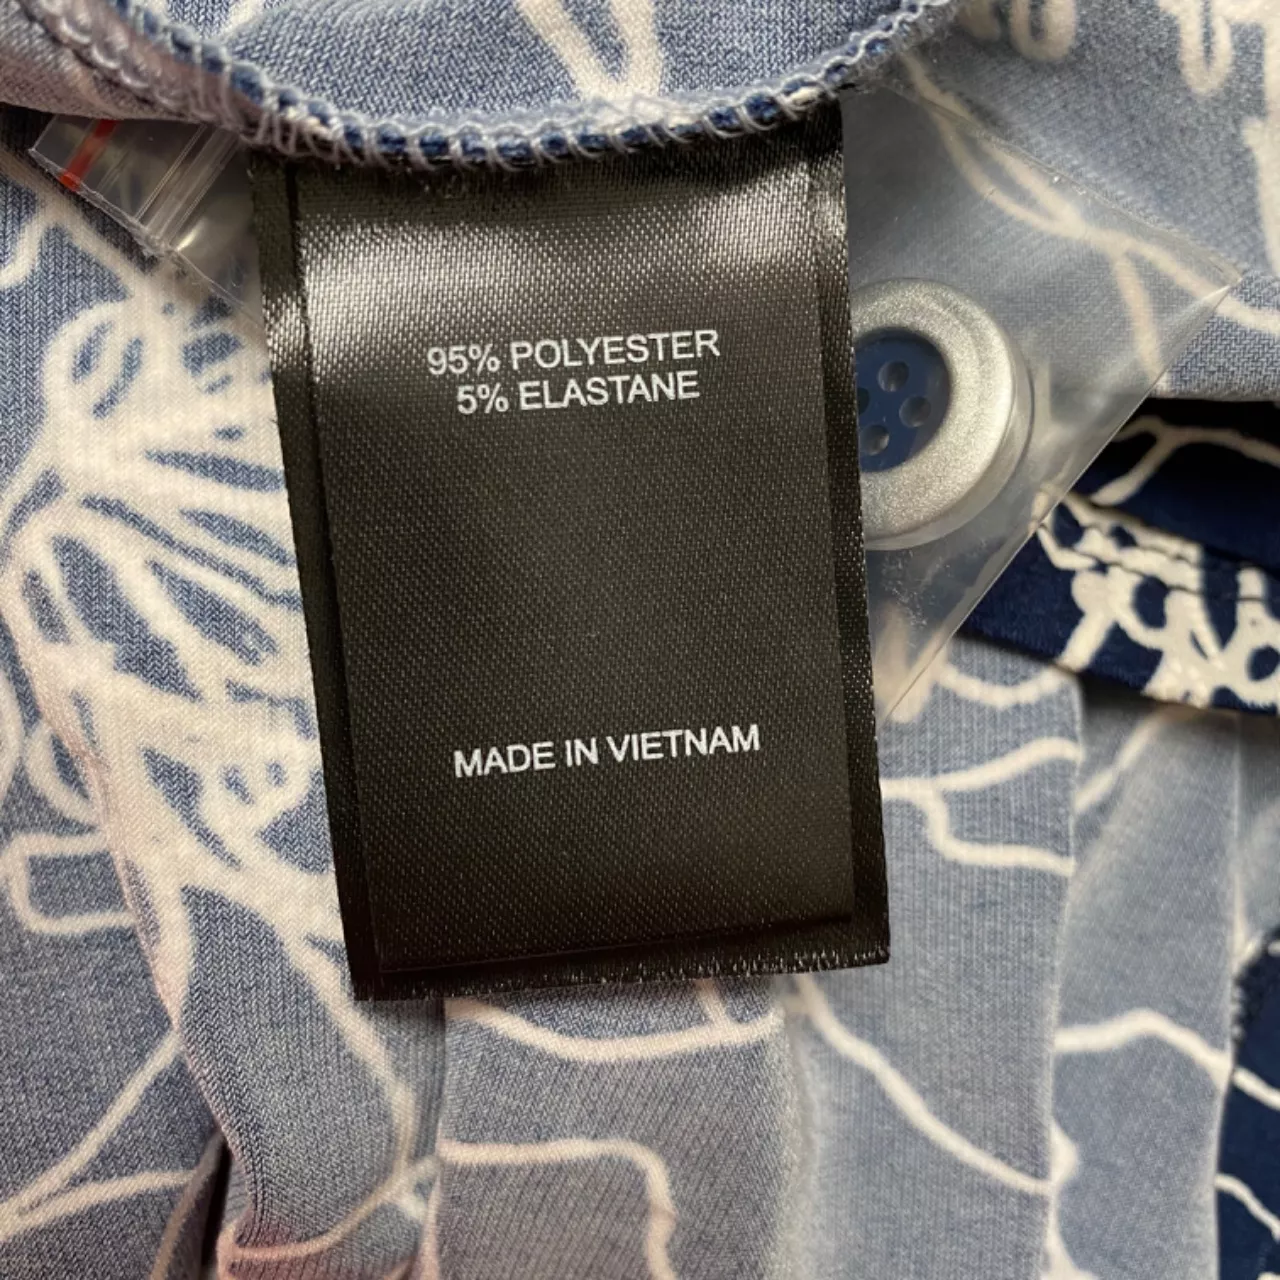 95% POLYESTER
5% ELASTANE
MADE IN VIETNAM